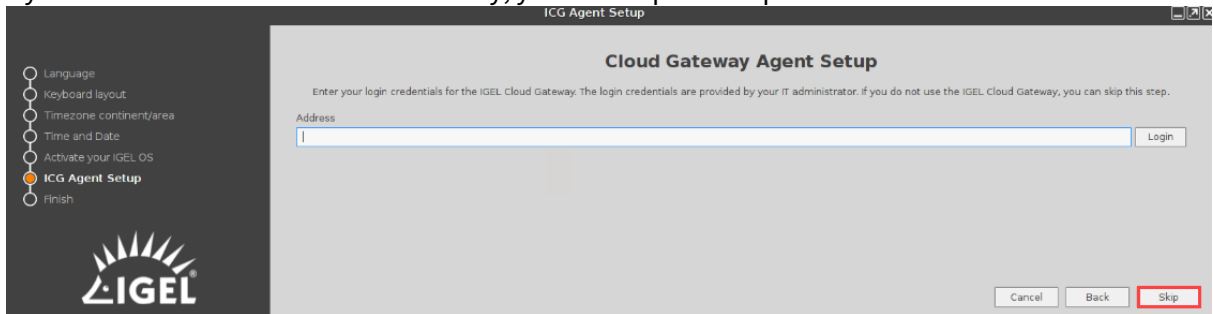 ICG Agent Setup
Language
Keyboard layout
Timezone continent/area
Time and Date
Activate your IGEL OS
ICG Agent Setup
Finish
IGEL®
Cloud Gateway Agent Setup
Enter your login credentials for the IGEL Cloud Gateway. The login credentials are provided by your IT administrator. If you do not use the IGEL Cloud Gateway, you can skip this step.
Address
Login
Cancel Back Skip